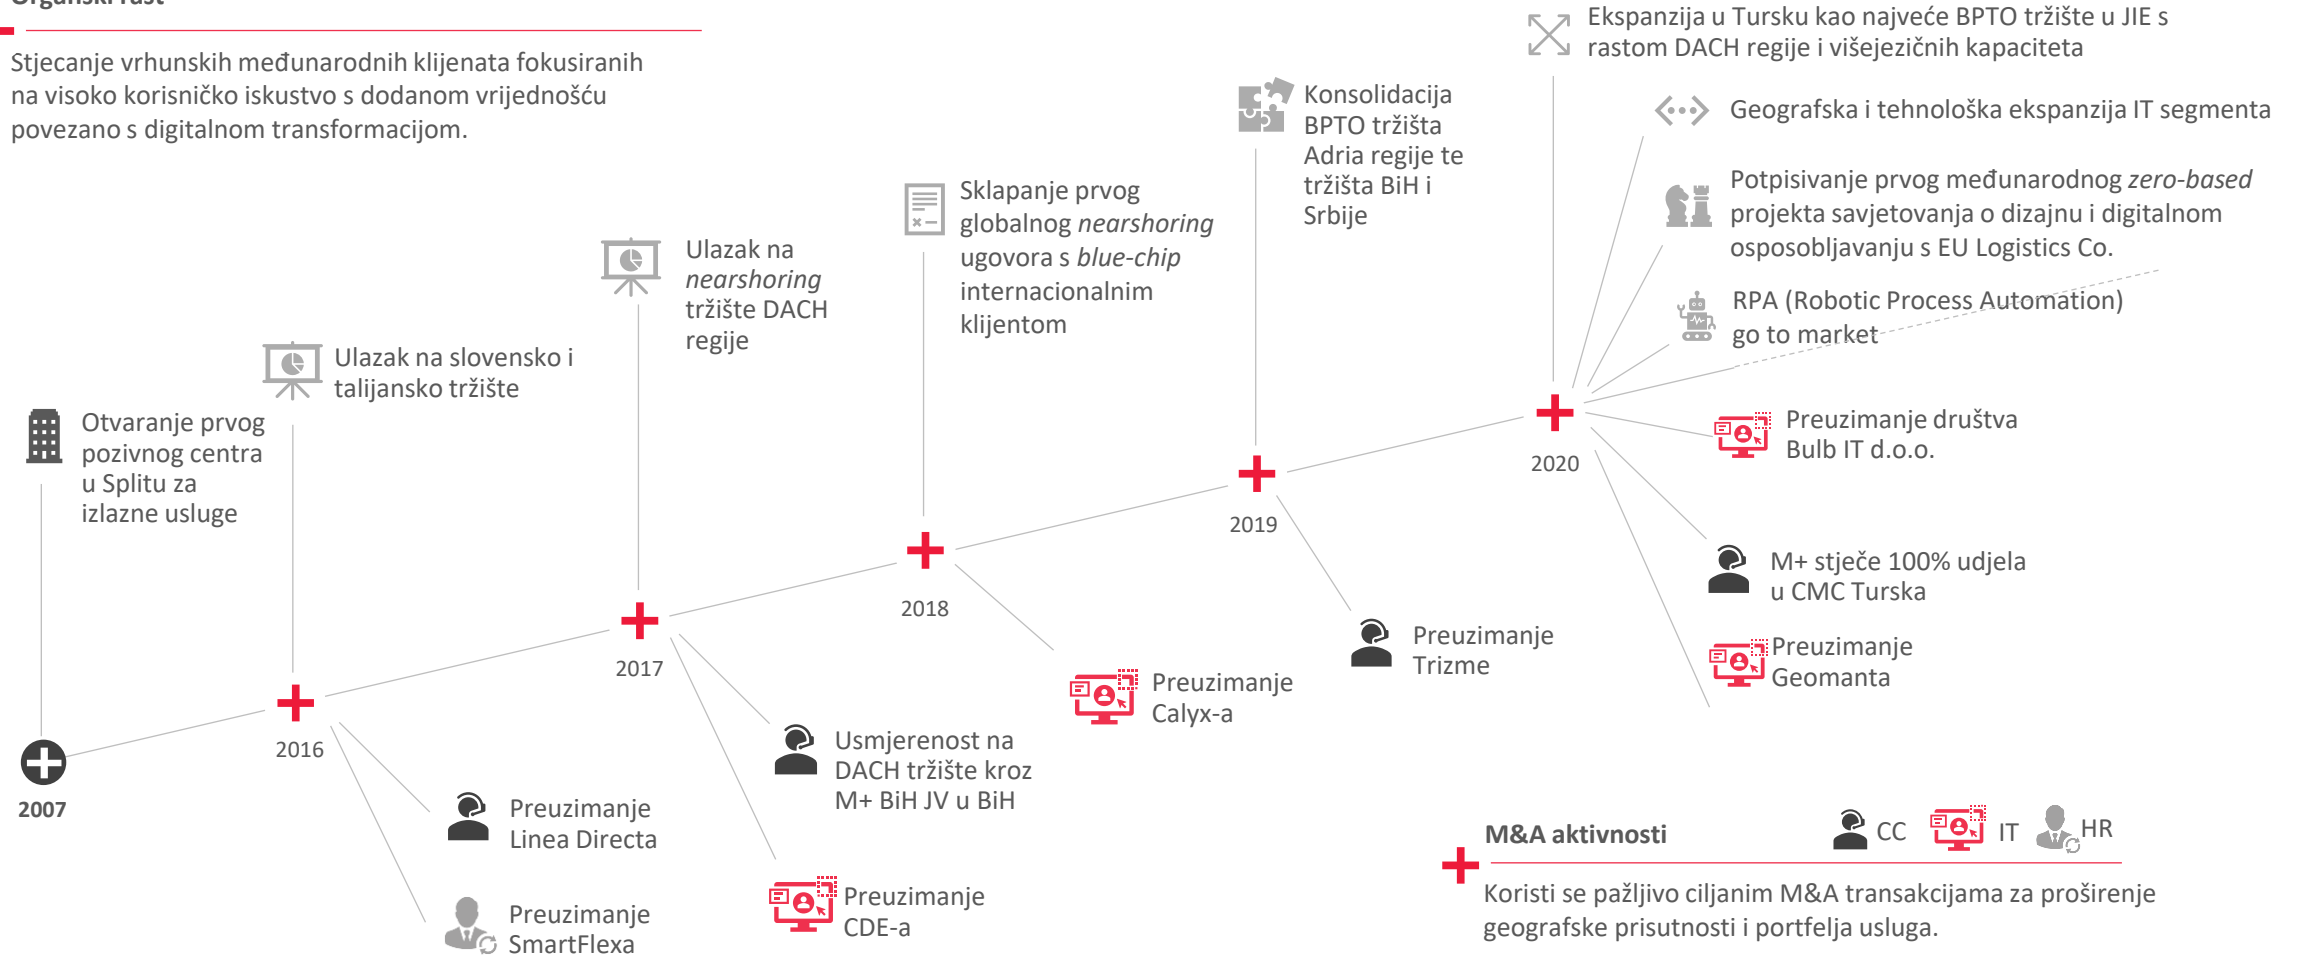 Organski rast
Stjecanje vrhunskih međunarodnih klijenata fokusiranih
na visoko korisničko iskustvo s dodanom vrijednošću
povezano s digitalnom transformacijom.
Otvaranje prvog
pozivnog centra
u Splitu za
izlazne usluge
2007
Ulazak na slovensko i
talijansko tržište
2016
Preuzimanje
Linea Directa
Preuzimanje
SmartFlexa
Ulazak na
nearshoring
tržište DACH
regije
2017
Usmjerenost na
DACH tržište kroz
M+ BiH JV u BiH
Preuzimanje
CDE-a
Sklapanje prvog
globalnog nearshoring
ugovora s blue-chip
internacionalnim
klijentom
2018
Preuzimanje
Calyx-a
Konsolidacija
BPTO tržišta
Adria regije te
tržišta BiH i
Srbije
2019
Preuzimanje
Trizme
Ekspanzija u Tursku kao najveće BPTO tržište u JIE s
rastom DACH regije i višejezičnih kapaciteta
Geografska i tehnološka ekspanzija IT segmenta
Potpisivanje prvog međunarodnog zero-based
projekta savjetovanja o dizajnu i digitalnom
osposobljavanju s EU Logistics Co.
RPA (Robotic Process Automation)
go to market
2020
Preuzimanje društva
Bulb IT d.o.o.
M+ stječe 100% udjela
u CMC Turska
Preuzimanje
Geomanta
M&A aktivnosti
CC
IT
HR
Koristi se pažljivo ciljanim M&A transakcijama za proširenje
geografske prisutnosti i portfelja usluga.